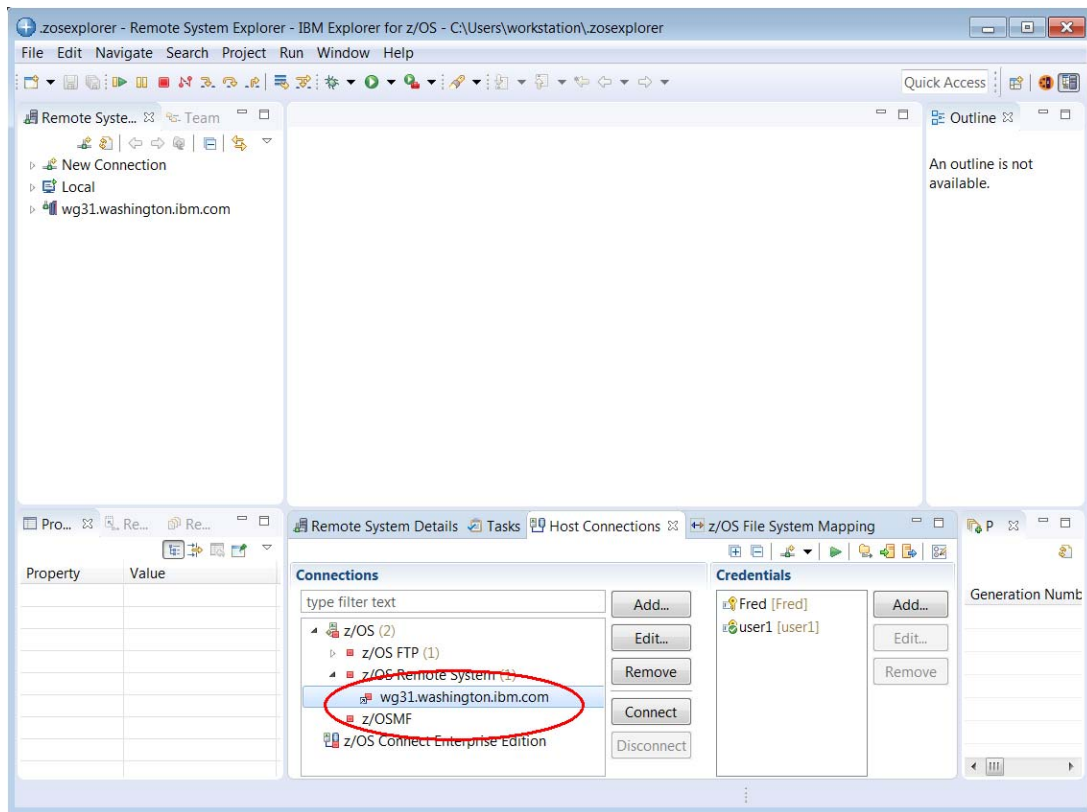 .zosexplorer - Remote System Explorer - IBM Explorer for z/OS - C:\Users\workstation\.zosexplorer
File Edit Navigate Search Project Run Window Help
Quick Access
Remote Syste... Team
New Connection
Local
wg31.washington.ibm.com
Outline
An outline is not
available.
Pro... Re... Re...
Property Value
Remote System Details Tasks Host Connections z/OS File System Mapping
Connections
type filter text
z/OS (2)
z/OS FTP (1)
z/OS Remote System (1)
wg31.washington.ibm.com
z/OSMF
z/OS Connect Enterprise Edition
Add...
Edit...
Remove
Connect
Disconnect
Credentials
Fred [Fred]
user1 [user1]
Add...
Edit...
Remove
P
Generation Numb